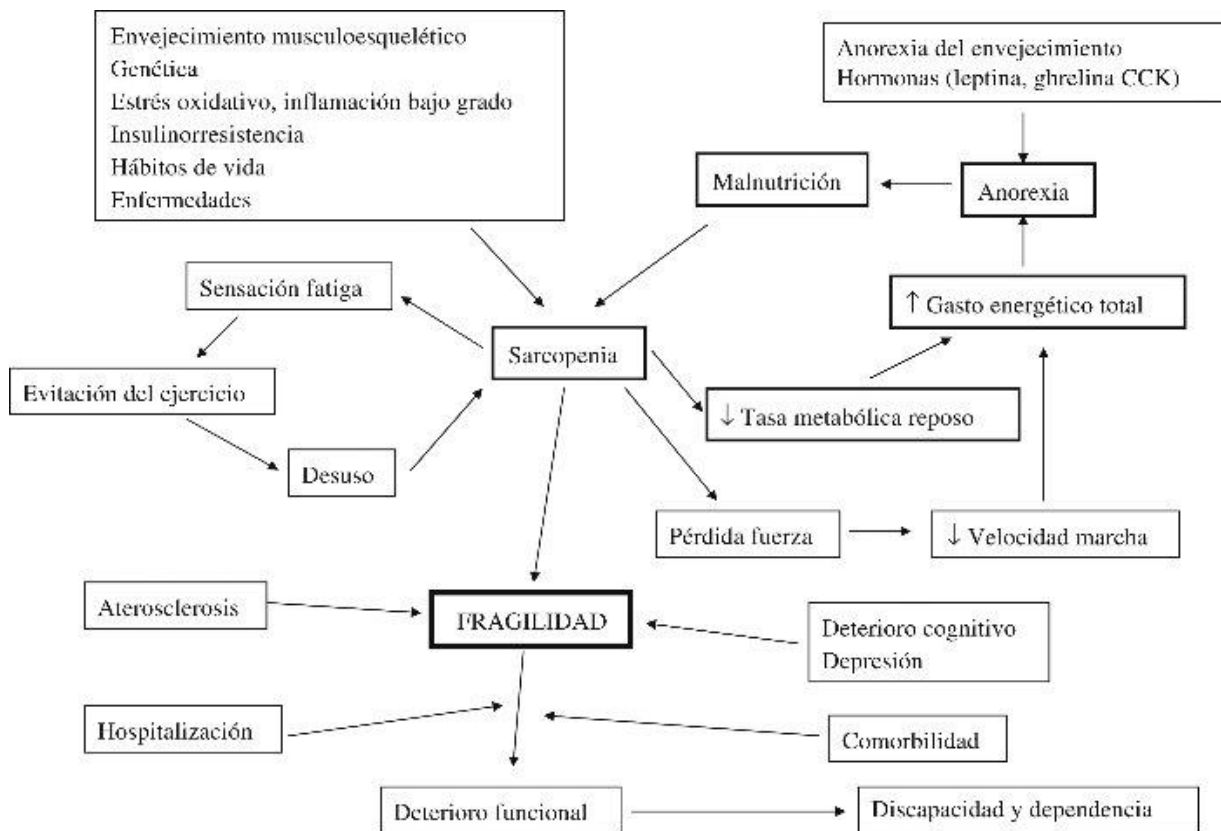 Envejecimiento musculoesquelético
Genética
Estrés oxidativo, inflamación bajo grado
Insulinorresistencia
Hábitos de vida
Enfermedades
Anorexia del envejecimiento
Hormonas (leptina, ghrelina CCK)
Malnutrición
Anorexia
Sensación fatiga
↑ Gasto energético total
Sarcopenia
Evitación del ejercicio
↓ Tasa metabólica reposo
Desuso
Pérdida fuerza
↓ Velocidad marcha
Aterosclerosis
FRAGILIDAD
Deterioro cognitivo
Depresión
Hospitalización
Comorbilidad
Deterioro funcional
Discapacidad y dependencia